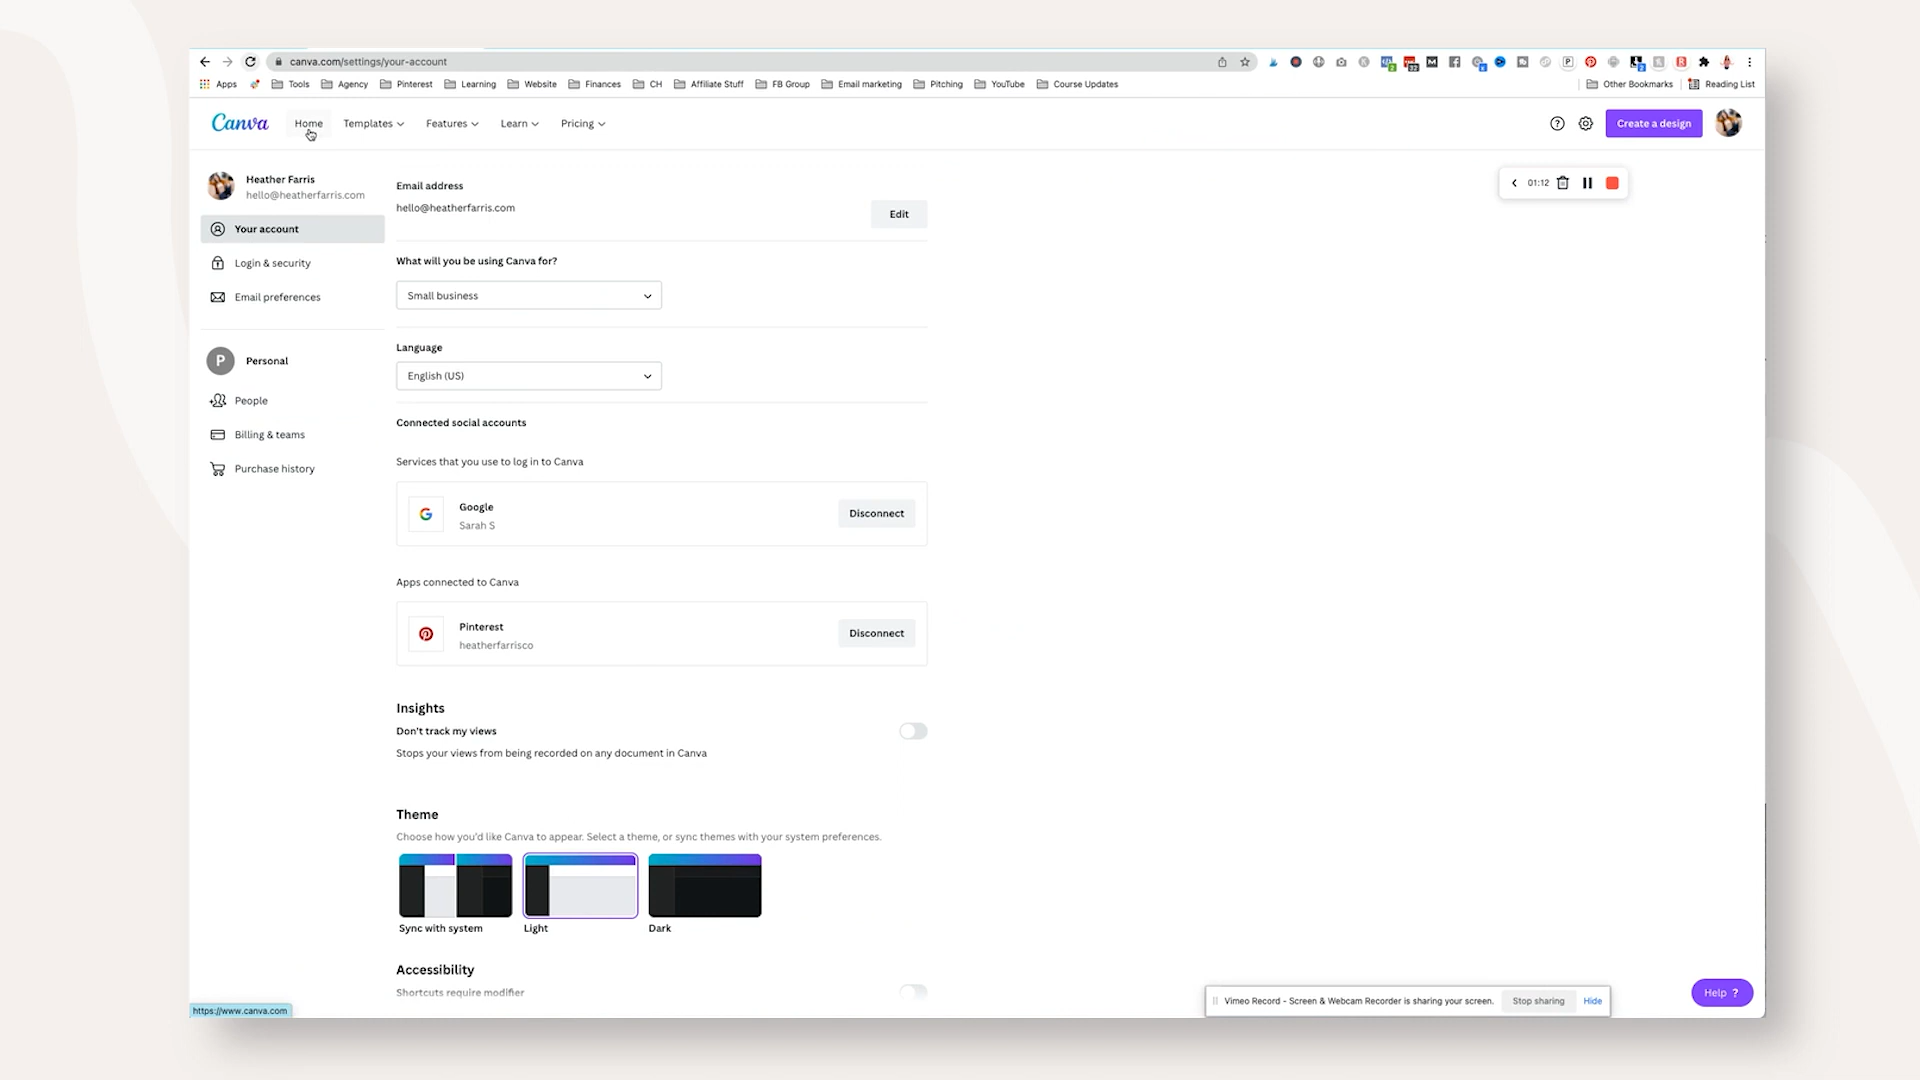 canva.com/settings/your-account
Apps
Tools
Agency
Pinterest
Learning
Website
Finances
CH
Affiliate Stuff
FB Group
Email marketing
Pitching
YouTube
Course Updates
Other Bookmarks
Reading List
Canva
Home
Templates
Features
Learn
Pricing
Create a design
Heather Farris
hello@heatherfarris.com
Your account
Login & security
Email preferences
P
Personal
People
Billing & teams
Purchase history
Email address
hello@heatherfarris.com
Edit
What will you be using Canva for?
Small business
Language
English (US)
Connected social accounts
Services that you use to log in to Canva
Google
Sarah S
Disconnect
Apps connected to Canva
Pinterest
heatherfarrisco
Disconnect
Insights
Don't track my views
Stops your views from being recorded on any document in Canva
Theme
Choose how you'd like Canva to appear. Select a theme, or sync themes with your system preferences.
Sync with system
Light
Dark
Accessibility
Shortcuts require modifier
01:12
Vimeo Record - Screen & Webcam Recorder is sharing your screen.
Stop sharing
Hide
Help ?
https://www.canva.com